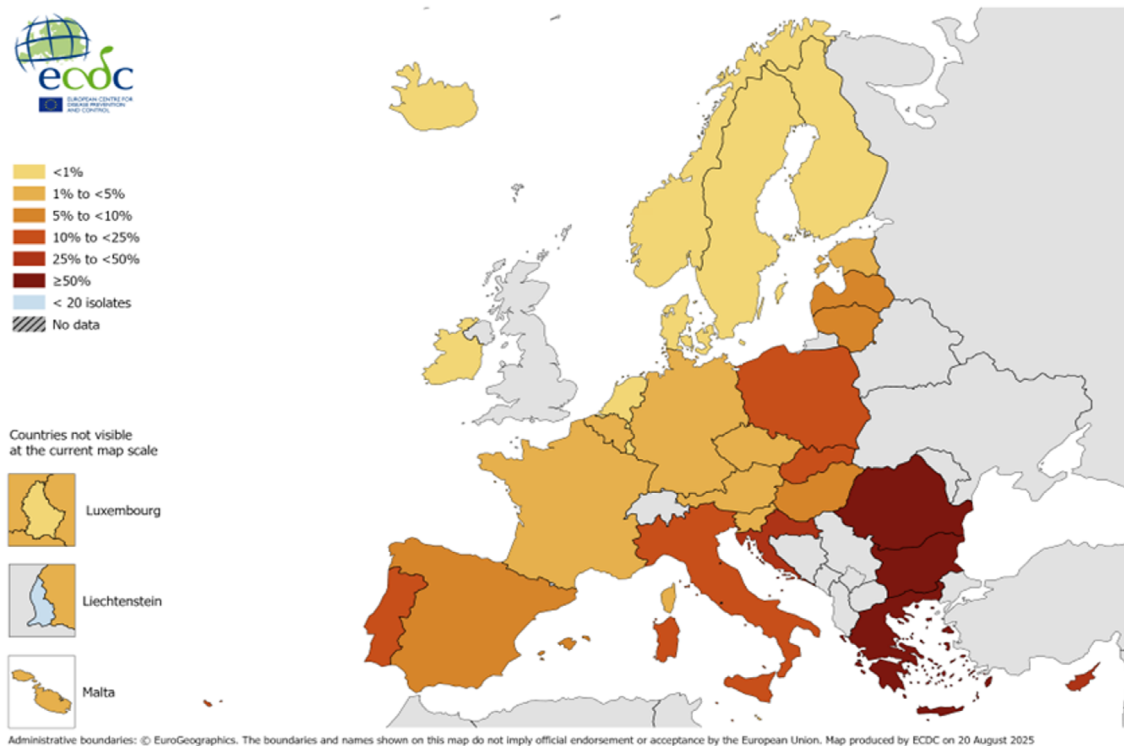 ecdc
EUROPEAN CENTRE FOR
DISEASE PREVENTION
AND CONTROL
<1%
1% to <5%
5% to <10%
10% to <25%
25% to <50%
≥50%
< 20 isolates
No data
Countries not visible
at the current map scale
Luxembourg
Liechtenstein
Malta
Administrative boundaries: © EuroGeographics. The boundaries and names shown on this map do not imply official endorsement or acceptance by the European Union. Map produced by ECDC on 20 August 2025